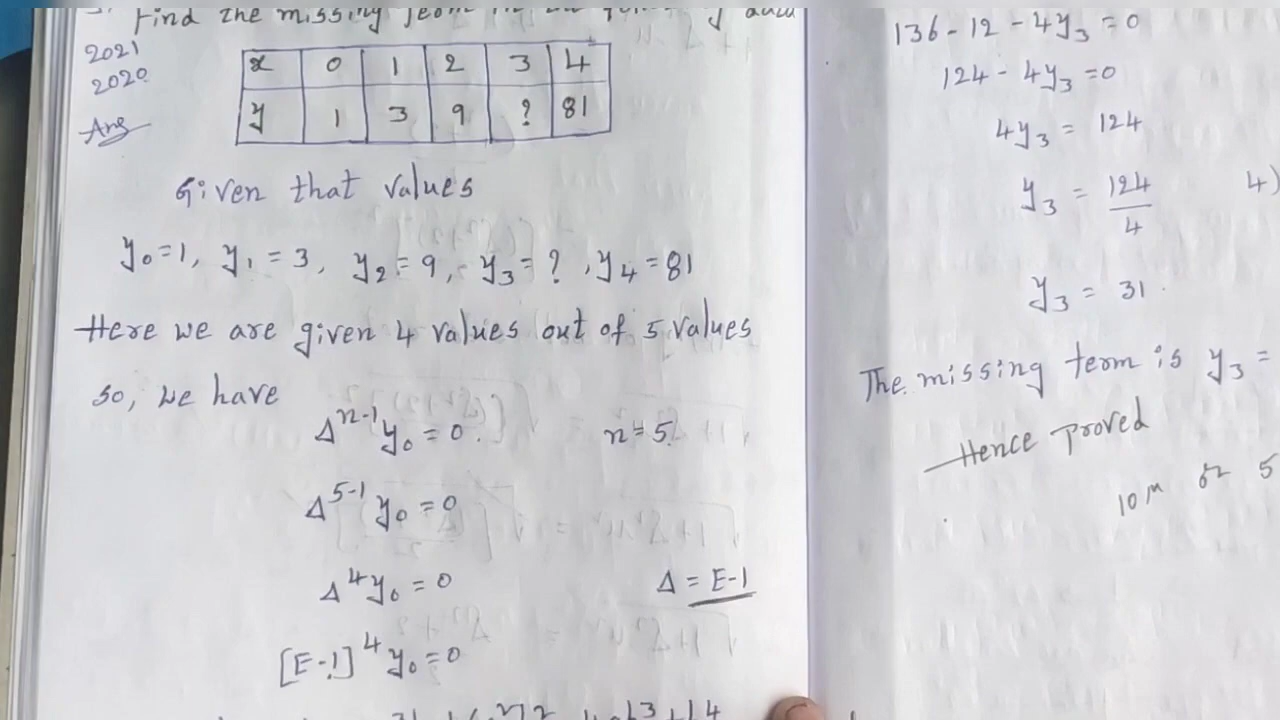 Find the missing
2021
2020
x 0 1 2 3 4
y 1 3 9 ? 81
Ans
Given that values
y₀=1, y₁ = 3, y₂ = 9, y₃ = ?, y₄ = 81
Here we are given 4 values out of 5 values
so, we have
Δⁿ⁻¹y₀ = 0. n = 5
Δ⁵⁻¹ y₀ = 0
Δ⁴y₀ = 0 Δ = E-1
[E-1]⁴ y₀ = 0
136 - 12 - 4y₃ = 0
124 - 4y₃ = 0
4y₃ = 124
y₃ = 124/4
4)
y₃ = 31.
The missing term is y₃ =
Hence proved
10M or 5